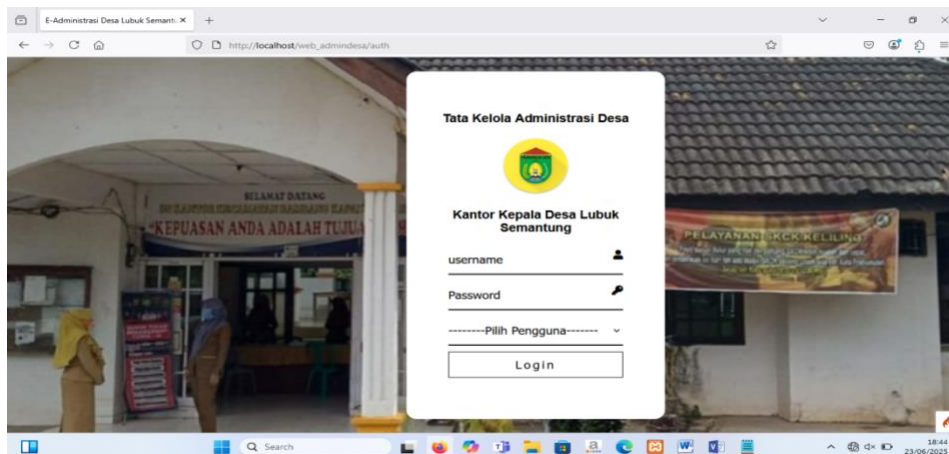 E-Administrasi Desa Lubuk Semant
http://localhost/web_admindesa/auth
Tata Kelola Administrasi Desa
Kantor Kepala Desa Lubuk
Semantung
username
Password
--------Pilih Pengguna-------
Login
SELAMAT DATANG
"KEPUASAN ANDA ADALAH TUJUA
PELAYANAN SKCK KELILING
Search
18:44
23/06/202